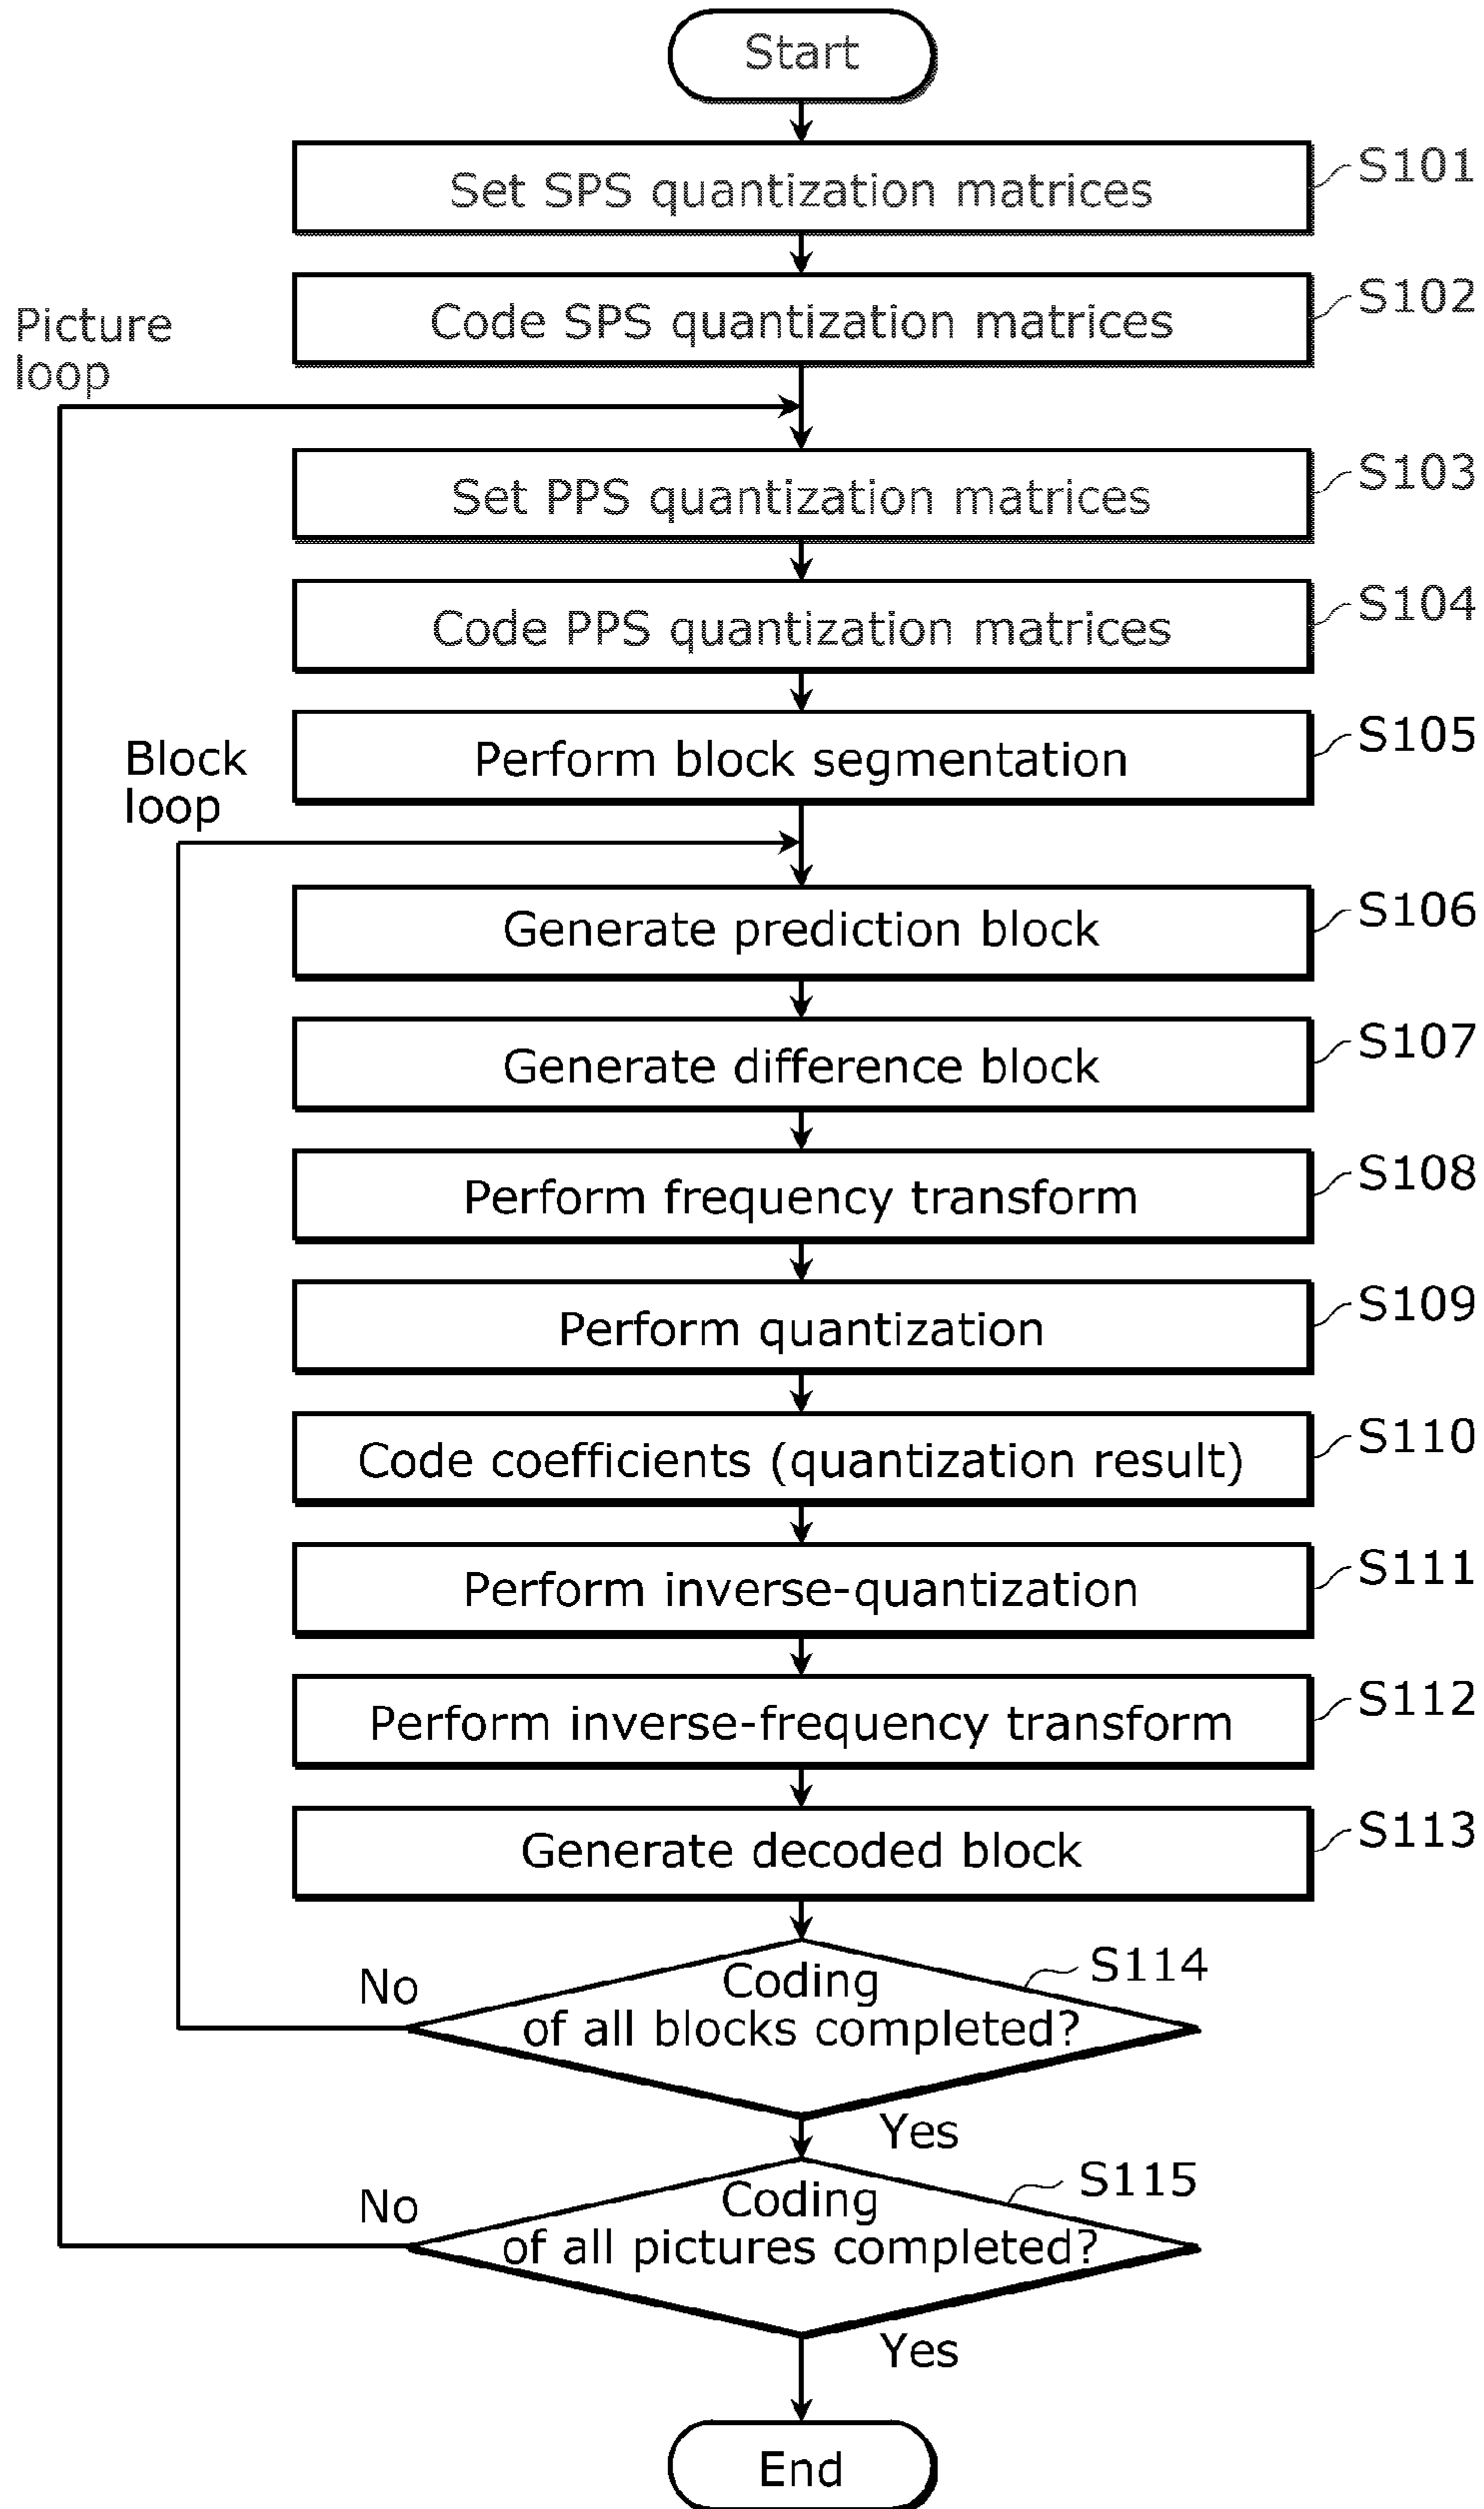 Start
Set SPS quantization matrices
S101
Code SPS quantization matrices
S102
Picture
loop
Set PPS quantization matrices
S103
Code PPS quantization matrices
S104
Perform block segmentation
S105
Block
loop
Generate prediction block
S106
Generate difference block
S107
Perform frequency transform
S108
Perform quantization
S109
Code coefficients (quantization result)
S110
Perform inverse-quantization
S111
Perform inverse-frequency transform
S112
Generate decoded block
S113
Coding
of all blocks completed?
S114
No
Yes
Coding
of all pictures completed?
S115
No
Yes
End